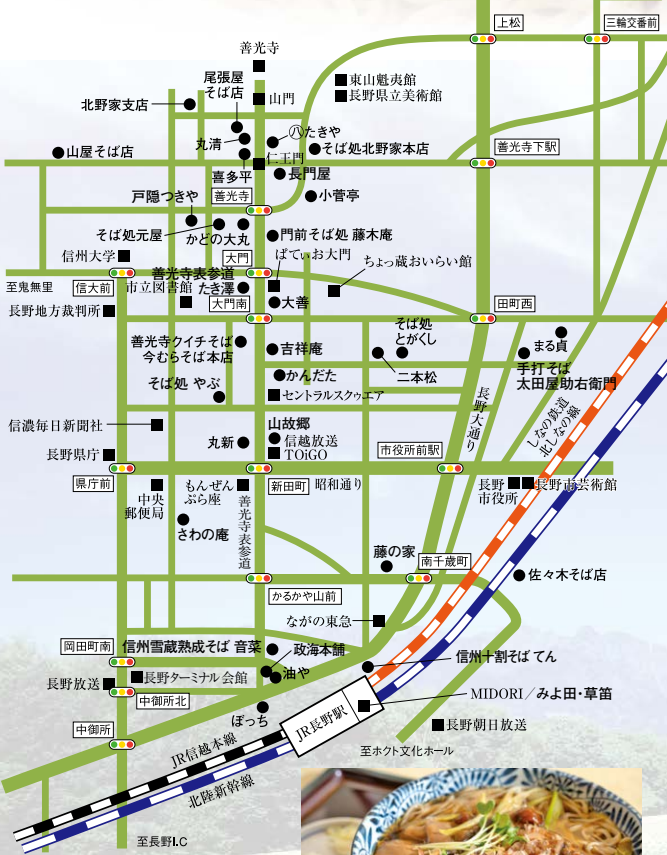 上松
三輪交番前
善光寺
尾張屋
そば店
東山魁夷館
長野県立美術館
北野家支店
山門
丸清
㊇たきや
そば処北野家本店
山屋そば店
仁王門
善光寺下駅
喜多平
長門屋
戸隠つきや
善光寺
小菅亭
そば処元屋
かどの大丸
門前そば処 藤木庵
信州大学
大門
ぱてぃお大門
ちょっ蔵おいらい館
善光寺表参道
至鬼無里
信大前
市立図書館
たき澤
長野地方裁判所
大門南
大善
田町西
善光寺クイチそば
今むらそば本店
吉祥庵
そば処
とがくし
まる貞
二本松
手打そば
太田屋助右衛門
そば処 やぶ
かんだた
セントラルスクゥエア
長野大通り
しなの鉄道
北しなの線
信濃毎日新聞社
山故郷
丸新
信越放送
TOiGO
市役所前駅
長野県庁
県庁前
中央
郵便局
もんぜん
ぷら座
新田町
昭和通り
長野
市役所
長野市芸術館
善光寺表参道
さわの庵
藤の家
南千歳町
佐々木そば店
かるかや山前
ながの東急
岡田町南
信州雪蔵熟成そば 音菜
政海本舗
信州十割そば てん
長野放送
長野ターミナル会館
油や
中御所北
MIDORI／みよ田・草笛
ぽっち
JR長野駅
長野朝日放送
中御所
JR信越本線
北陸新幹線
至ホクト文化ホール
至長野I.C